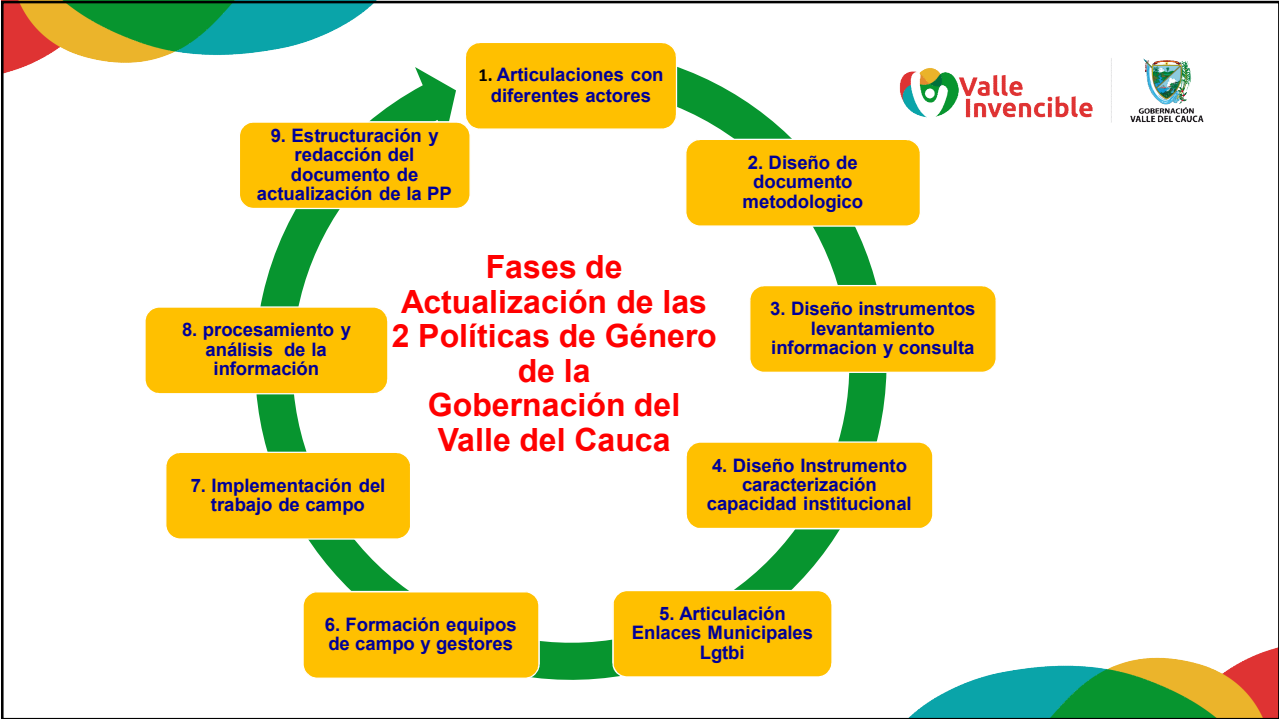 1. Articulaciones con
diferentes actores
Valle
Invencible
GOBERNACIÓN
VALLE DEL CAUCA
9. Estructuración y
redacción del
documento de
actualización de la PP
2. Diseño de
documento
metodologico
Fases de
Actualización de las
2 Políticas de Género
de la
Gobernación del
Valle del Cauca
3. Diseño instrumentos
levantamiento
informacion y consulta
8. procesamiento y
análisis de la
información
4. Diseño Instrumento
caracterización
capacidad institucional
7. Implementación del
trabajo de campo
5. Articulación
Enlaces Municipales
Lgtbi
6. Formación equipos
de campo y gestores